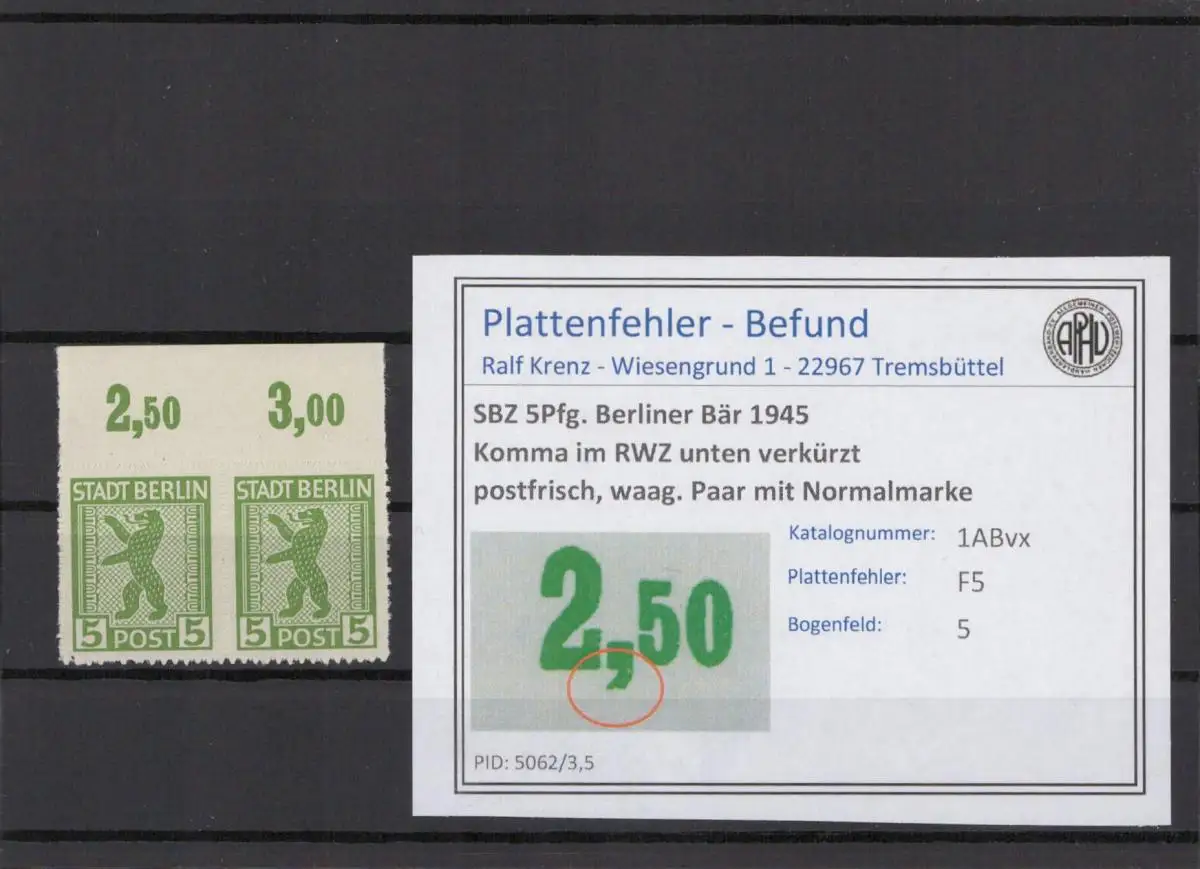 2,50 3,00
STADT BERLIN STADT BERLIN
5 POST 5 5 POST 5
Plattenfehler - Befund
Ralf Krenz - Wiesengrund 1 - 22967 Tremsbüttel
APHV
SBZ 5Pfg. Berliner Bär 1945
Komma im RWZ unten verkürzt
postfrisch, waag. Paar mit Normalmarke
2,50
Katalognummer: 1ABvx
Plattenfehler: F5
Bogenfeld: 5
PID: 5062/3,5